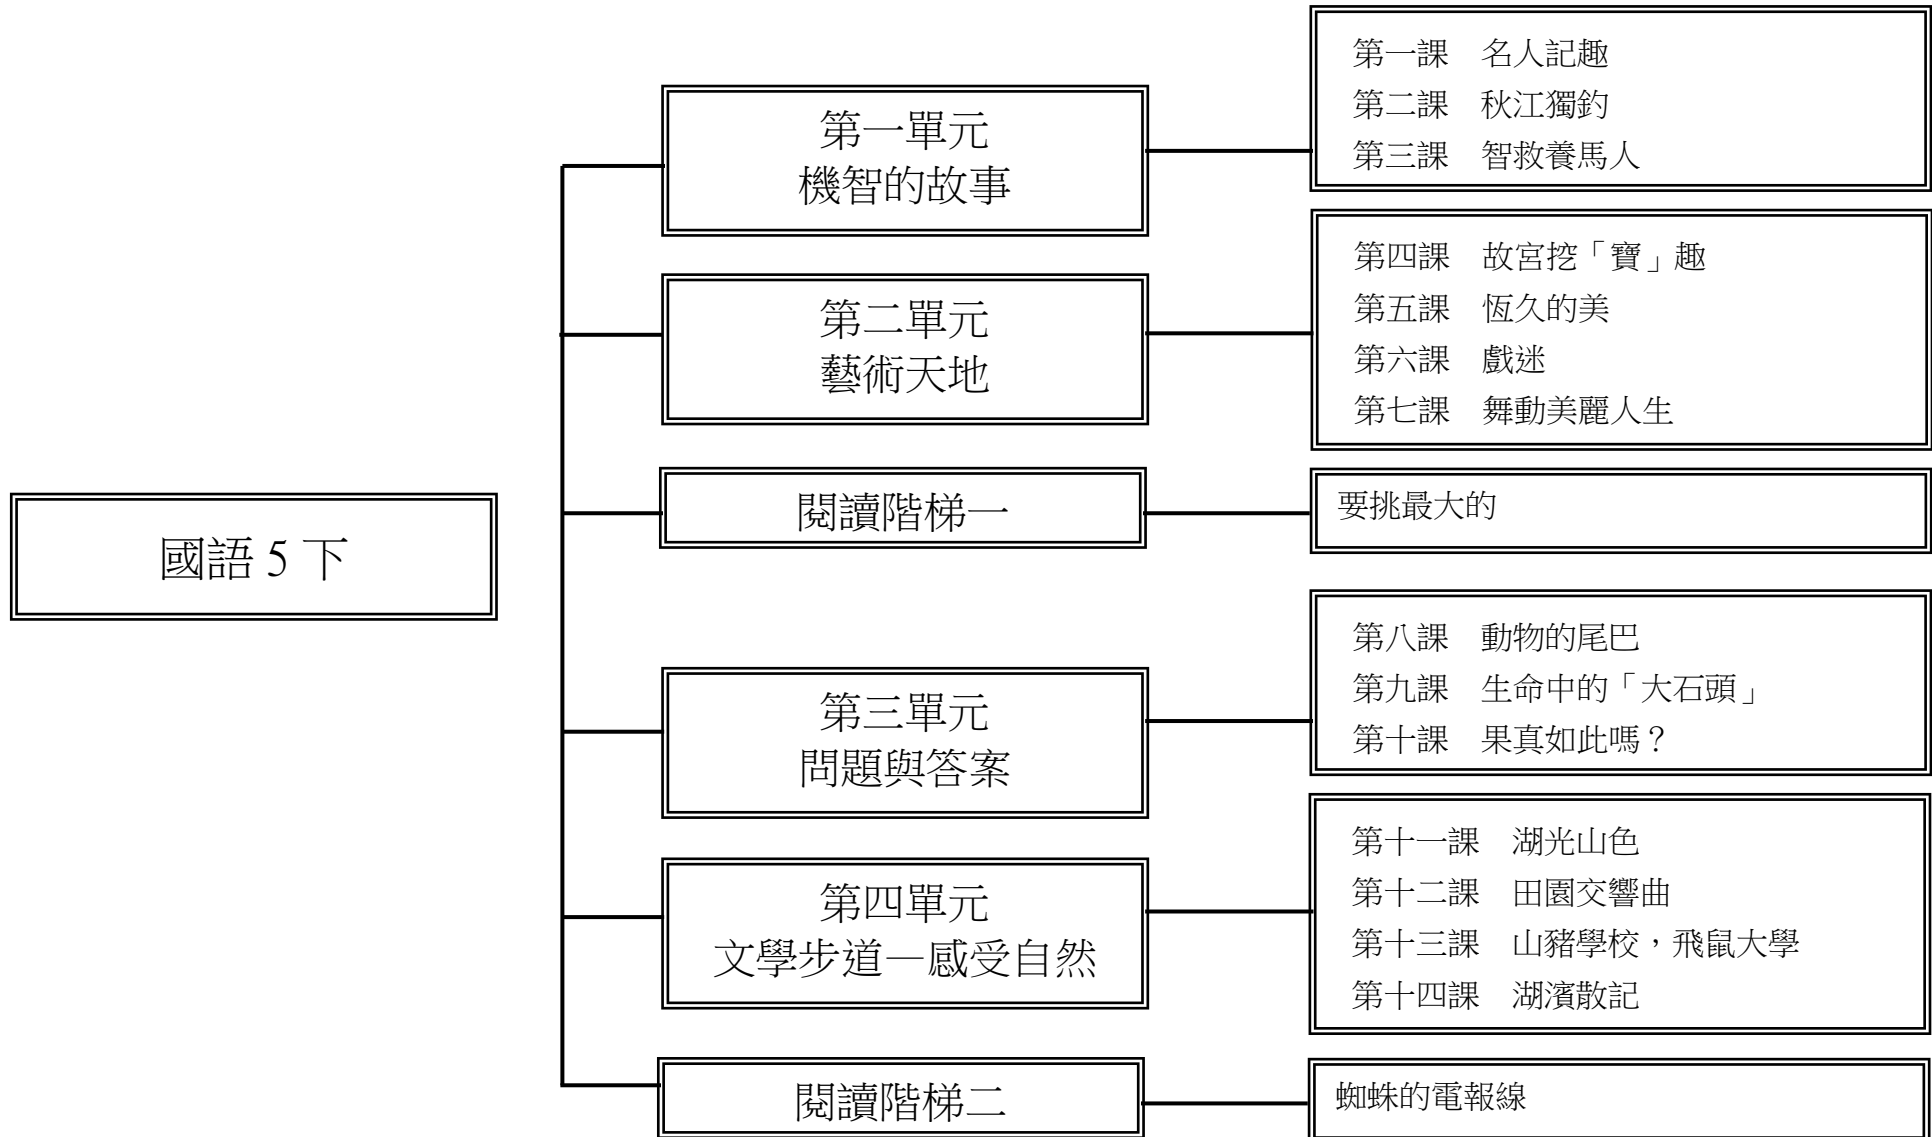 國語 5 下
第一單元
機智的故事
第一課　名人記趣
第二課　秋江獨釣
第三課　智救養馬人
第二單元
藝術天地
第四課　故宮挖「寶」趣
第五課　恆久的美
第六課　戲迷
第七課　舞動美麗人生
閱讀階梯一
要挑最大的
第三單元
問題與答案
第八課　動物的尾巴
第九課　生命中的「大石頭」
第十課　果真如此嗎？
第四單元
文學步道—感受自然
第十一課　湖光山色
第十二課　田園交響曲
第十三課　山豬學校，飛鼠大學
第十四課　湖濱散記
閱讀階梯二
蜘蛛的電報線